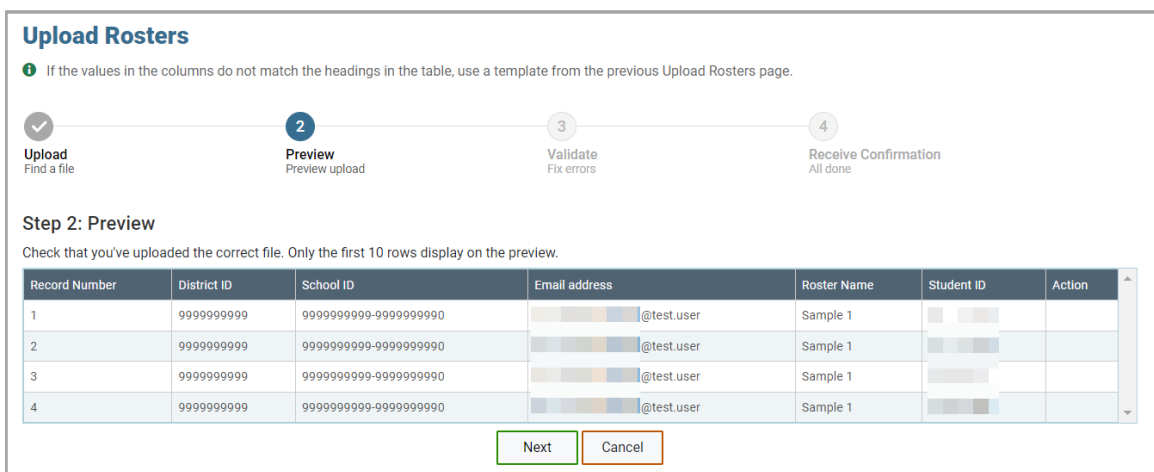 Upload Rosters
If the values in the columns do not match the headings in the table, use a template from the previous Upload Rosters page.
2 3 4
Upload Preview Validate Receive Confirmation
Find a file Preview upload Fix errors All done
Step 2: Preview
Check that you've uploaded the correct file. Only the first 10 rows display on the preview.
Record Number District ID School ID Email address Roster Name Student ID Action
1 9999999999 9999999999-9999999990 @test.user Sample 1
2 9999999999 9999999999-9999999990 @test.user Sample 1
3 9999999999 9999999999-9999999990 @test.user Sample 1
4 9999999999 9999999999-9999999990 @test.user Sample 1
Next Cancel